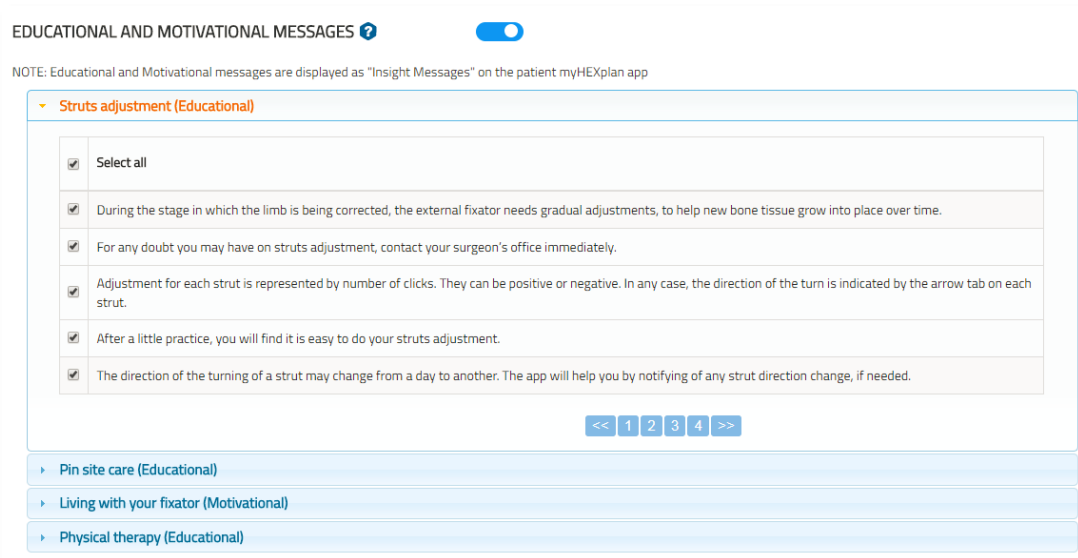 EDUCATIONAL AND MOTIVATIONAL MESSAGES ?
NOTE: Educational and Motivational messages are displayed as "Insight Messages" on the patient myHEXplan app
Struts adjustment (Educational)
Select all
During the stage in which the limb is being corrected, the external fixator needs gradual adjustments, to help new bone tissue grow into place over time.
For any doubt you may have on struts adjustment, contact your surgeon's office immediately.
Adjustment for each strut is represented by number of clicks. They can be positive or negative. In any case, the direction of the turn is indicated by the arrow tab on each
strut.
After a little practice, you will find it is easy to do your struts adjustment.
The direction of the turning of a strut may change from a day to another. The app will help you by notifying of any strut direction change, if needed.
<< 1 2 3 4 >>
Pin site care (Educational)
Living with your fixator (Motivational)
Physical therapy (Educational)